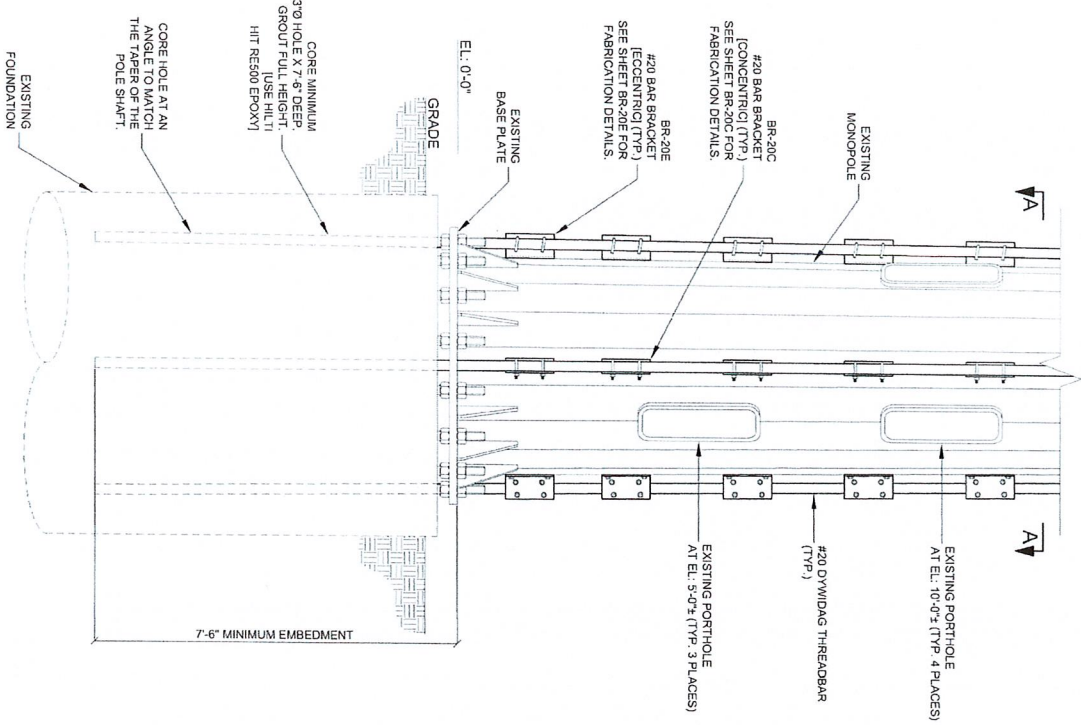 A
A
EXISTING
MONOPOLE
BR-20C
#20 BAR BRACKET
[CONCENTRIC] (TYP.)
SEE SHEET BR-20C FOR
FABRICATION DETAILS.
BR-20E
#20 BAR BRACKET
[ECCENTRIC] (TYP.)
SEE SHEET BR-20E FOR
FABRICATION DETAILS.
EXISTING
BASE PLATE
EL: 0'-0"
GRADE
CORE MINIMUM
3"Ø HOLE X 7'-6" DEEP.
GROUT FULL HEIGHT.
[USE HILTI
HIT RE500 EPOXY]
CORE HOLE AT AN
ANGLE TO MATCH
THE TAPER OF THE
POLE SHAFT.
EXISTING
FOUNDATION
EXISTING PORTHOLE
AT EL: 10'-0"± (TYP. 4 PLACES)
#20 DYWIDAG THREADBAR
(TYP.)
EXISTING PORTHOLE
AT EL: 5'-0"± (TYP. 3 PLACES)
7'-6" MINIMUM EMBEDMENT